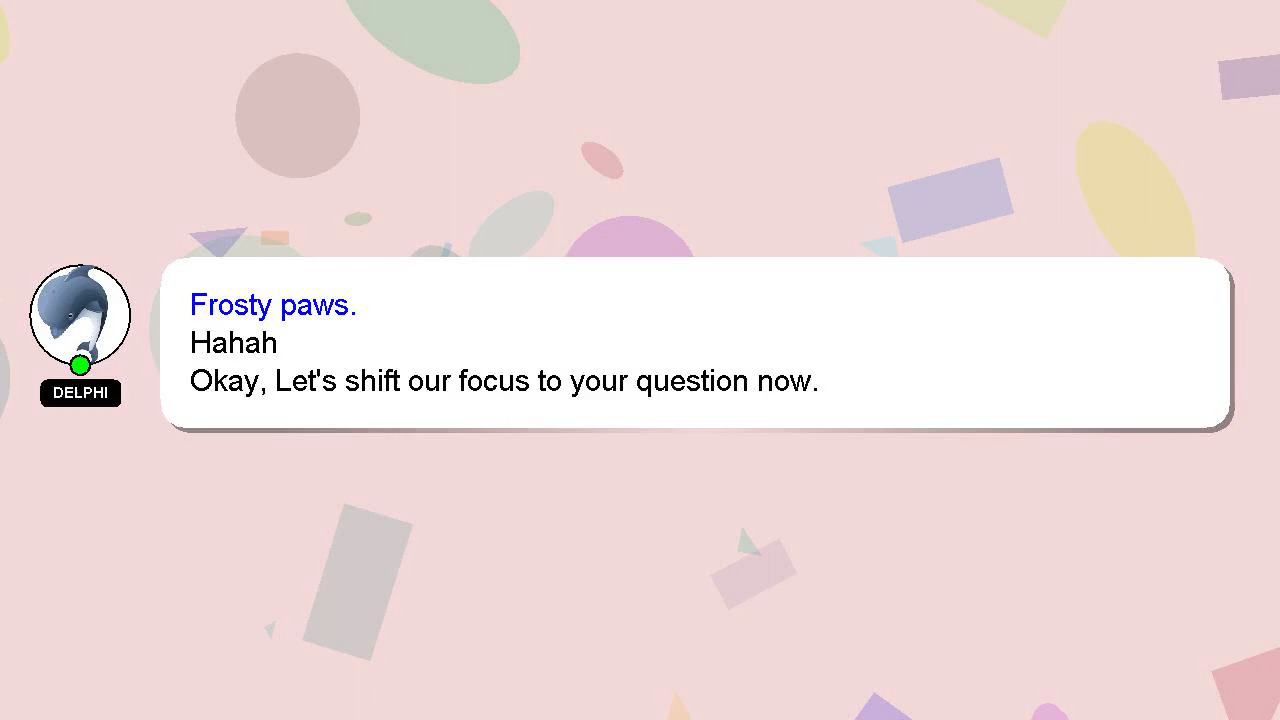 Frosty paws.
Hahah
Okay, Let's shift our focus to your question now.
DELPHI